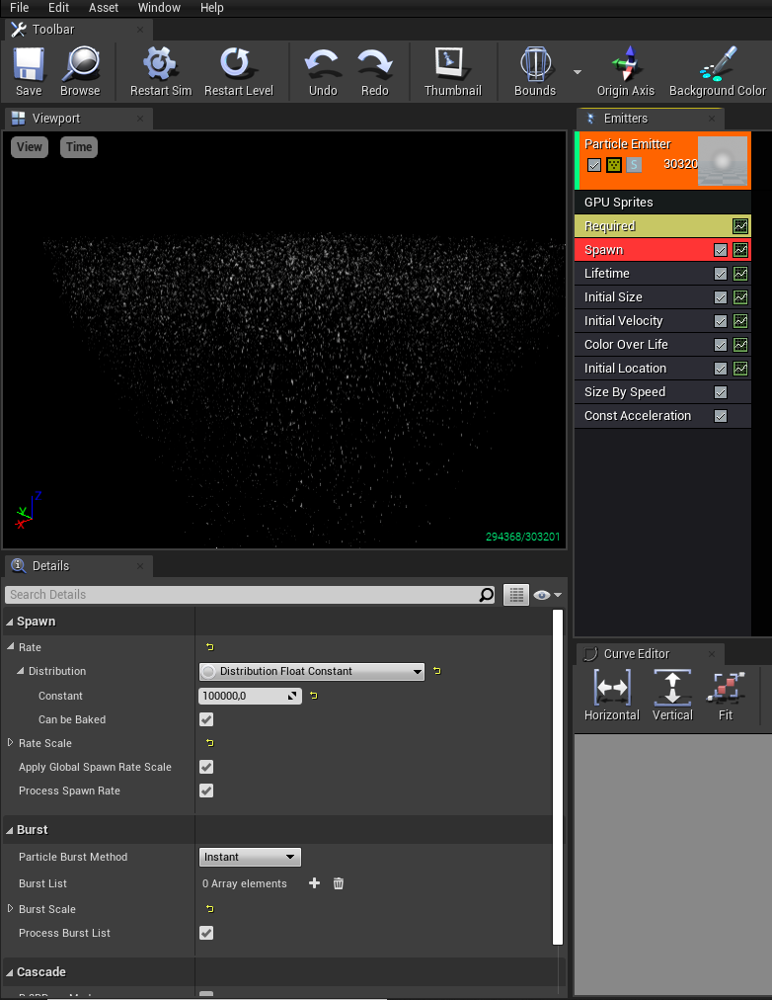 File Edit Asset Window Help
Toolbar
Save Browse Restart Sim Restart Level Undo Redo Thumbnail Bounds Origin Axis Background Color
Viewport
View Time
Z
Y
X
294368/303201
Emitters
Particle Emitter
S 30320
GPU Sprites
Required
Spawn
Lifetime
Initial Size
Initial Velocity
Color Over Life
Initial Location
Size By Speed
Const Acceleration
Details
Search Details
Spawn
Rate
Distribution Distribution Float Constant
Constant 100000,0
Can be Baked
Rate Scale
Apply Global Spawn Rate Scale
Process Spawn Rate
Burst
Particle Burst Method Instant
Burst List 0 Array elements
Burst Scale
Process Burst List
Cascade
Curve Editor
Horizontal Vertical Fit